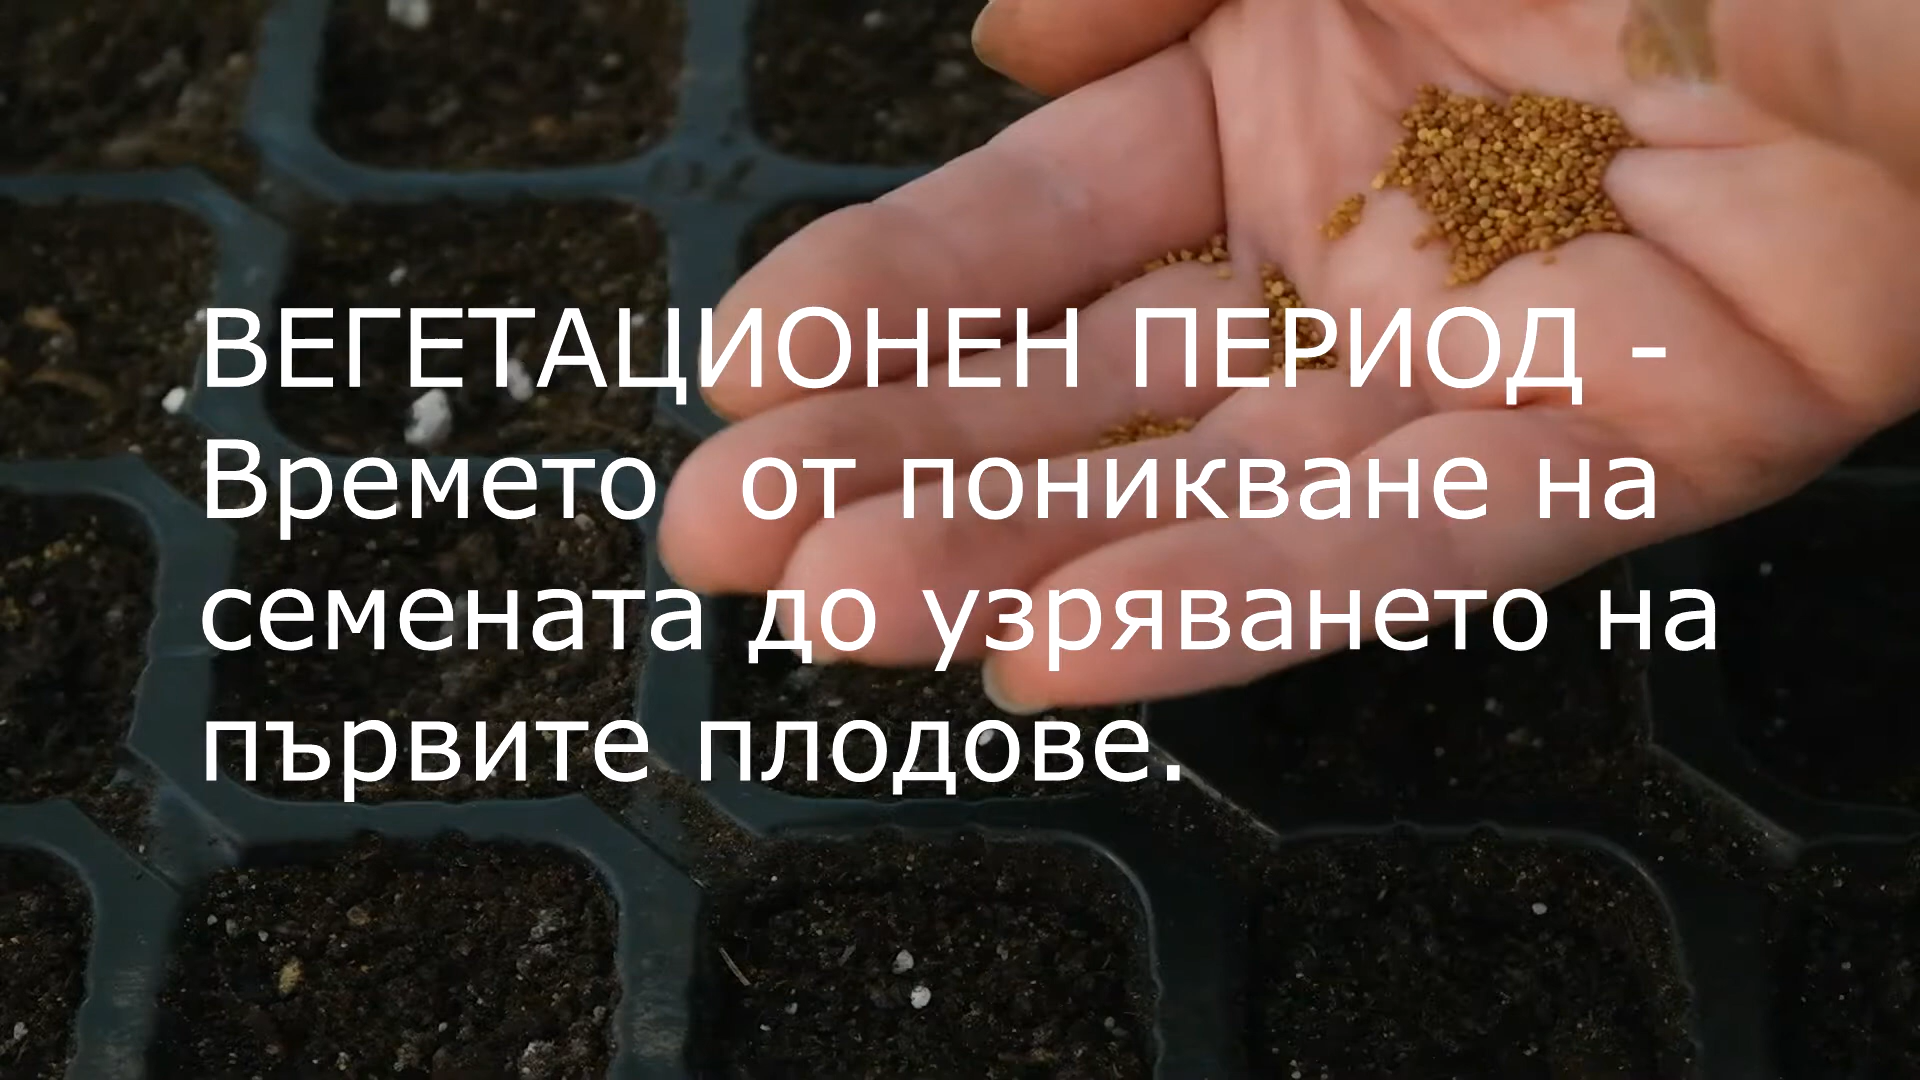 ВЕГЕТАЦИОНЕН ПЕРИОД -
Времето  от поникване на
семената до узряването на
първите плодове.